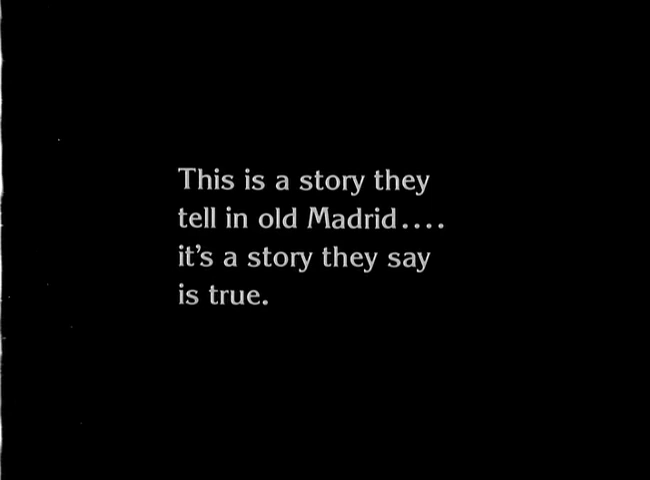 This is a story they
tell in old Madrid....
it's a story they say
is true.